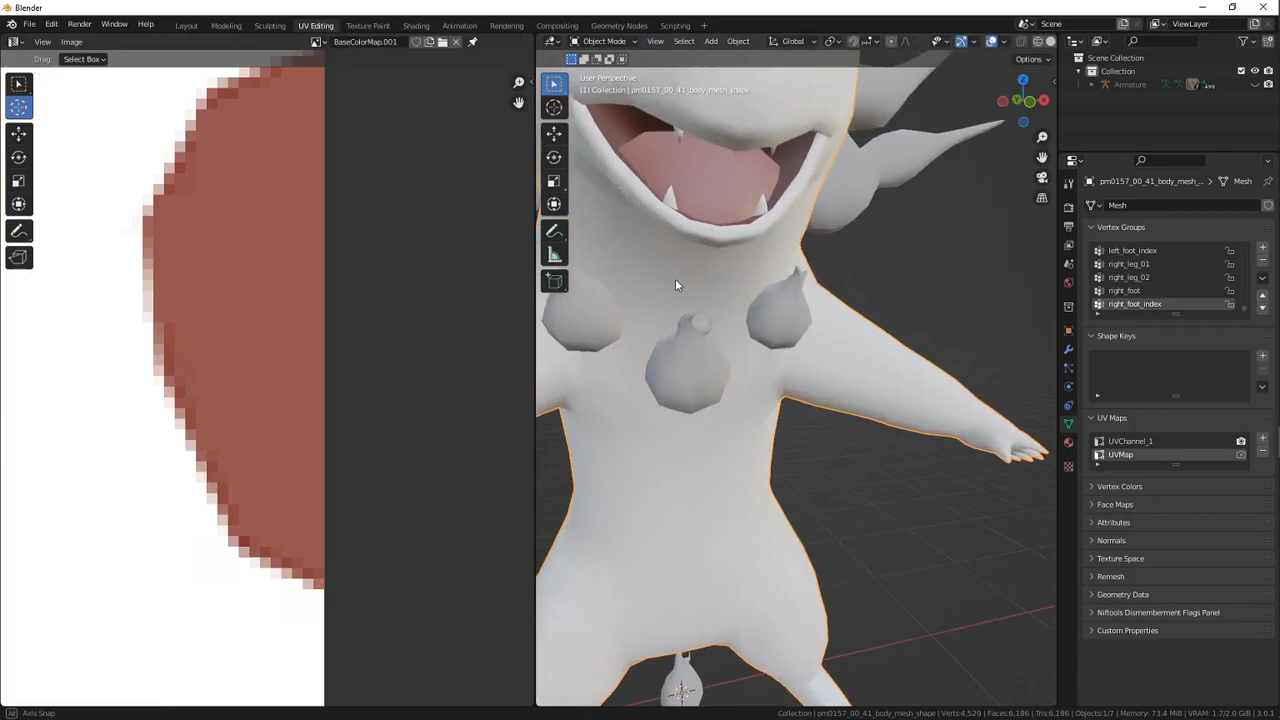 Blender
File Edit Render Window Help Layout Modeling Sculpting UV Editing Texture Paint Shading Animation Rendering Compositing Geometry Nodes Scripting + Scene ViewLayer
View Image BaseColorMap.001 Object Mode View Select Add Object Global
Drag: Select Box Options
Scene Collection
Collection
Armature
User Perspective
(1) Collection | pm0157_00_41_body_mesh_shape
pm0157_00_41_body_mesh_... Mesh
Mesh
Vertex Groups
left_foot_index
right_leg_01
right_leg_02
right_foot
right_foot_index
Shape Keys
UV Maps
UVChannel_1
UVMap
Vertex Colors
Face Maps
Attributes
Normals
Texture Space
Remesh
Geometry Data
Niftools Dismemberment Flags Panel
Custom Properties
Axis Snap Collection | pm0157_00_41_body_mesh_shape | Verts:4,529 | Faces:6,186 | Tris:6,186 | Objects:1/7 | Memory: 73.4 MiB | VRAM: 1.7/2.0 GiB | 3.0.1